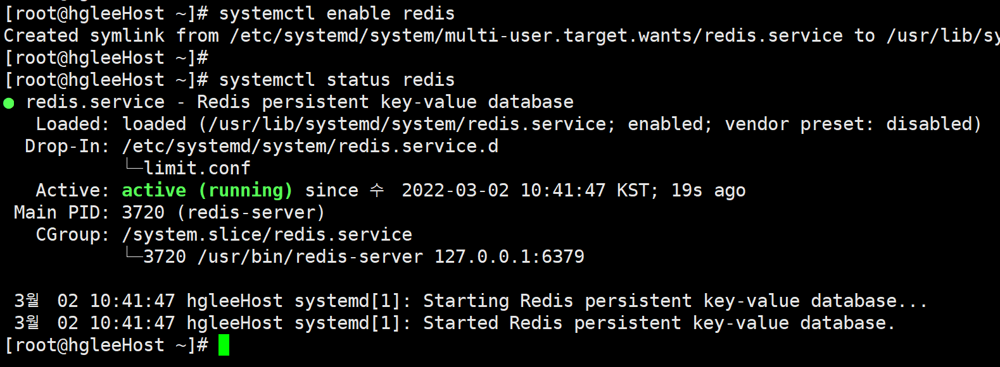 [root@hgleeHost ~]# systemctl enable redis
Created symlink from /etc/systemd/system/multi-user.target.wants/redis.service to /usr/lib/sy
[root@hgleeHost ~]#
[root@hgleeHost ~]# systemctl status redis
● redis.service - Redis persistent key-value database
   Loaded: loaded (/usr/lib/systemd/system/redis.service; enabled; vendor preset: disabled)
  Drop-In: /etc/systemd/system/redis.service.d
           └─limit.conf
   Active: active (running) since 수 2022-03-02 10:41:47 KST; 19s ago
 Main PID: 3720 (redis-server)
   CGroup: /system.slice/redis.service
           └─3720 /usr/bin/redis-server 127.0.0.1:6379
 3월 02 10:41:47 hgleeHost systemd[1]: Starting Redis persistent key-value database...
 3월 02 10:41:47 hgleeHost systemd[1]: Started Redis persistent key-value database.
[root@hgleeHost ~]#